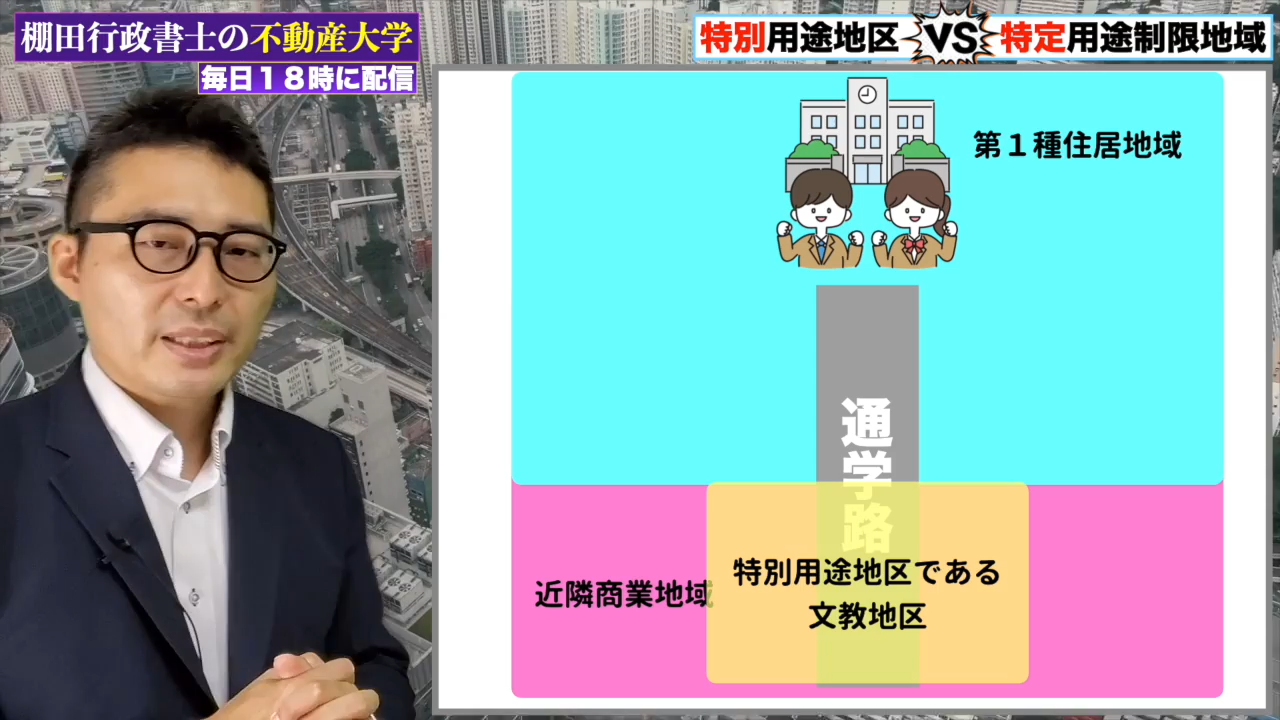 棚田行政書士の不動産大学
毎日１８時に配信
特別用途地区 VS 特定用途制限地域
第１種住居地域
通学路
近隣商業地域
特別用途地区である
文教地区